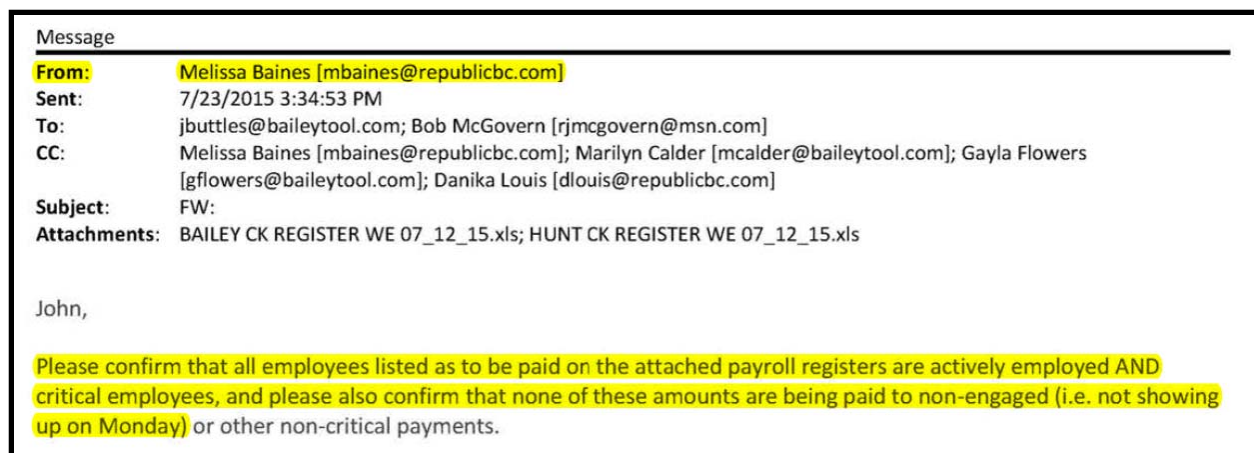 Message
From: Melissa Baines [mbaines@republicbc.com]
Sent: 7/23/2015 3:34:53 PM
To: jbuttles@baileytool.com; Bob McGovern [rjmcgovern@msn.com]
CC: Melissa Baines [mbaines@republicbc.com]; Marilyn Calder [mcalder@baileytool.com]; Gayla Flowers
[gflowers@baileytool.com]; Danika Louis [dlouis@republicbc.com]
Subject: FW:
Attachments: BAILEY CK REGISTER WE 07_12_15.xls; HUNT CK REGISTER WE 07_12_15.xls
John,
Please confirm that all employees listed as to be paid on the attached payroll registers are actively employed AND
critical employees, and please also confirm that none of these amounts are being paid to non-engaged (i.e. not showing
up on Monday) or other non-critical payments.